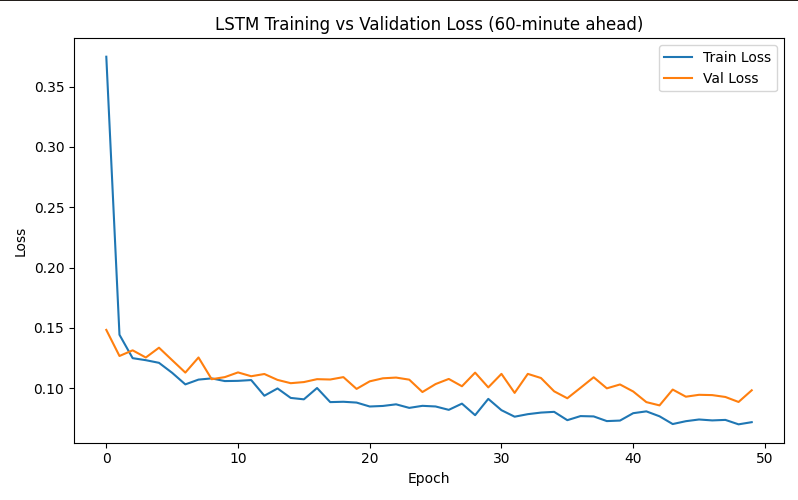 LSTM Training vs Validation Loss (60-minute ahead)
Train Loss
Val Loss
0.35
0.30
0.25
0.20
0.15
0.10
Loss
0
10
20
30
40
50
Epoch